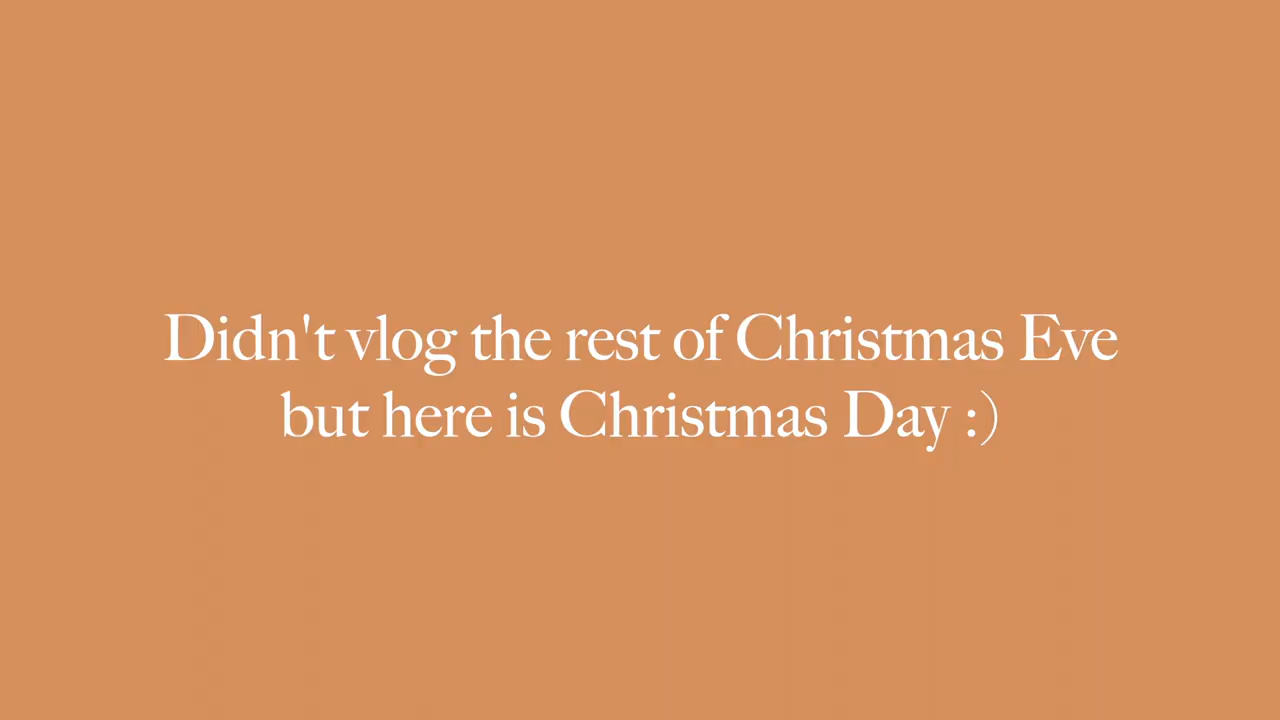 Didn't vlog the rest of Christmas Eve
but here is Christmas Day :)